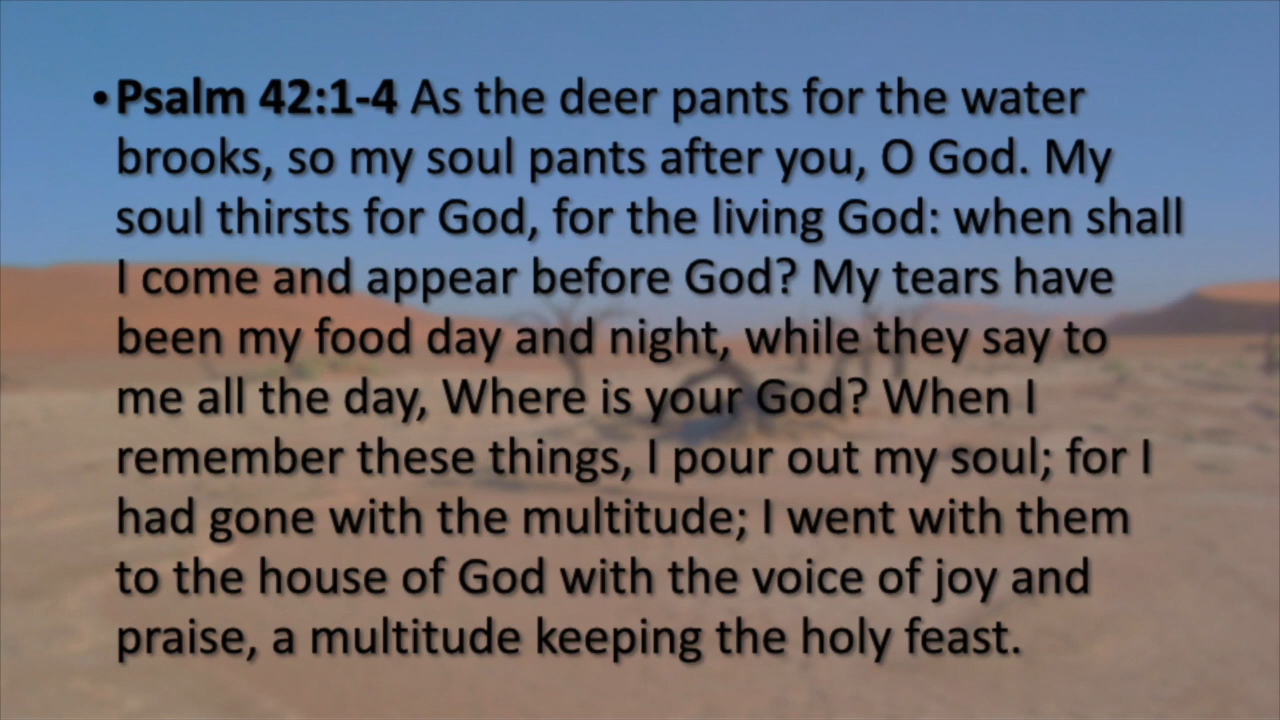 •Psalm 42:1-4 As the deer pants for the water
brooks, so my soul pants after you, O God. My
soul thirsts for God, for the living God: when shall
I come and appear before God? My tears have
been my food day and night, while they say to
me all the day, Where is your God? When I
remember these things, I pour out my soul; for I
had gone with the multitude; I went with them
to the house of God with the voice of joy and
praise, a multitude keeping the holy feast.